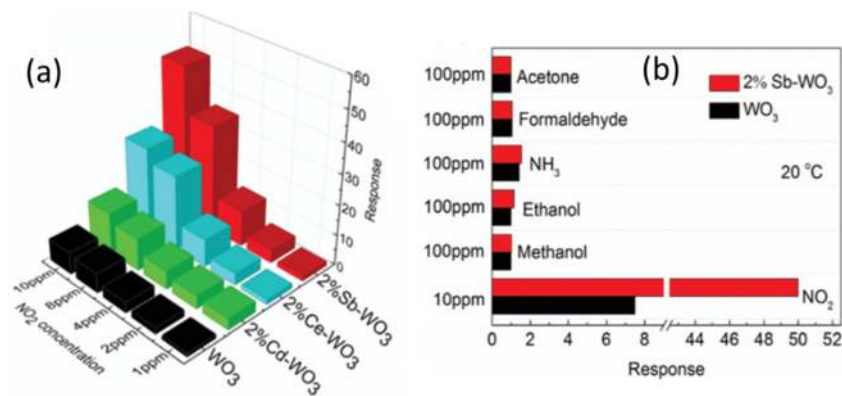 (a)
60
50
40
30
20
10
0
Response
10ppm
8ppm
4ppm
2ppm
1ppm
NO2 concentration
WO3
2%Cd-WO3
2%Ce-WO3
2%Sb-WO3
(b)
2% Sb-WO3
WO3
100ppm Acetone
100ppm Formaldehyde
100ppm NH3 20 °C
100ppm Ethanol
100ppm Methanol
10ppm NO2
0 2 4 6 8 44 46 48 50 52
Response